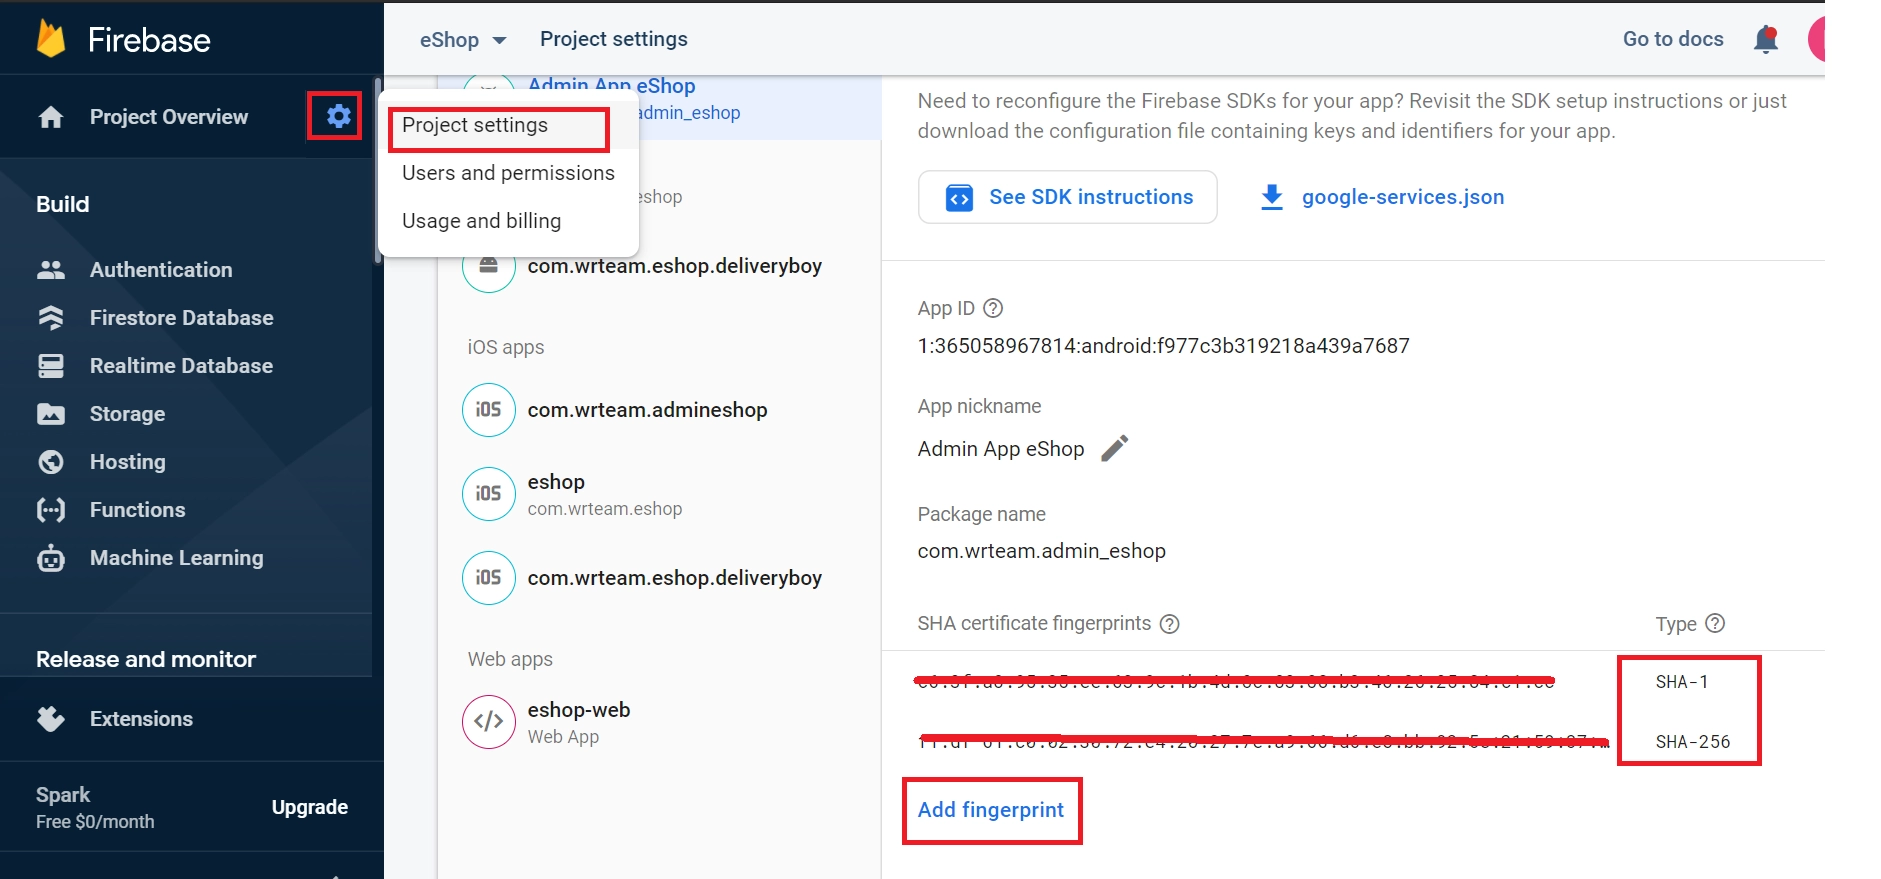 Firebase
eShop
Project settings
Go to docs
Project Overview
Project settings
Users and permissions
Usage and billing
Admin App eShop
admin_eshop
eshop
com.wrteam.eshop.deliveryboy
iOS apps
iOS
com.wrteam.admineshop
iOS
eshop
com.wrteam.eshop
iOS
com.wrteam.eshop.deliveryboy
Web apps
</>
eshop-web
Web App
Build
Authentication
Firestore Database
Realtime Database
Storage
Hosting
Functions
Machine Learning
Release and monitor
Extensions
Spark
Free $0/month
Upgrade
Need to reconfigure the Firebase SDKs for your app? Revisit the SDK setup instructions or just
download the configuration file containing keys and identifiers for your app.
See SDK instructions
google-services.json
App ID
1:365058967814:android:f977c3b319218a439a7687
App nickname
Admin App eShop
Package name
com.wrteam.admin_eshop
SHA certificate fingerprints
Type
SHA-1
SHA-256
Add fingerprint